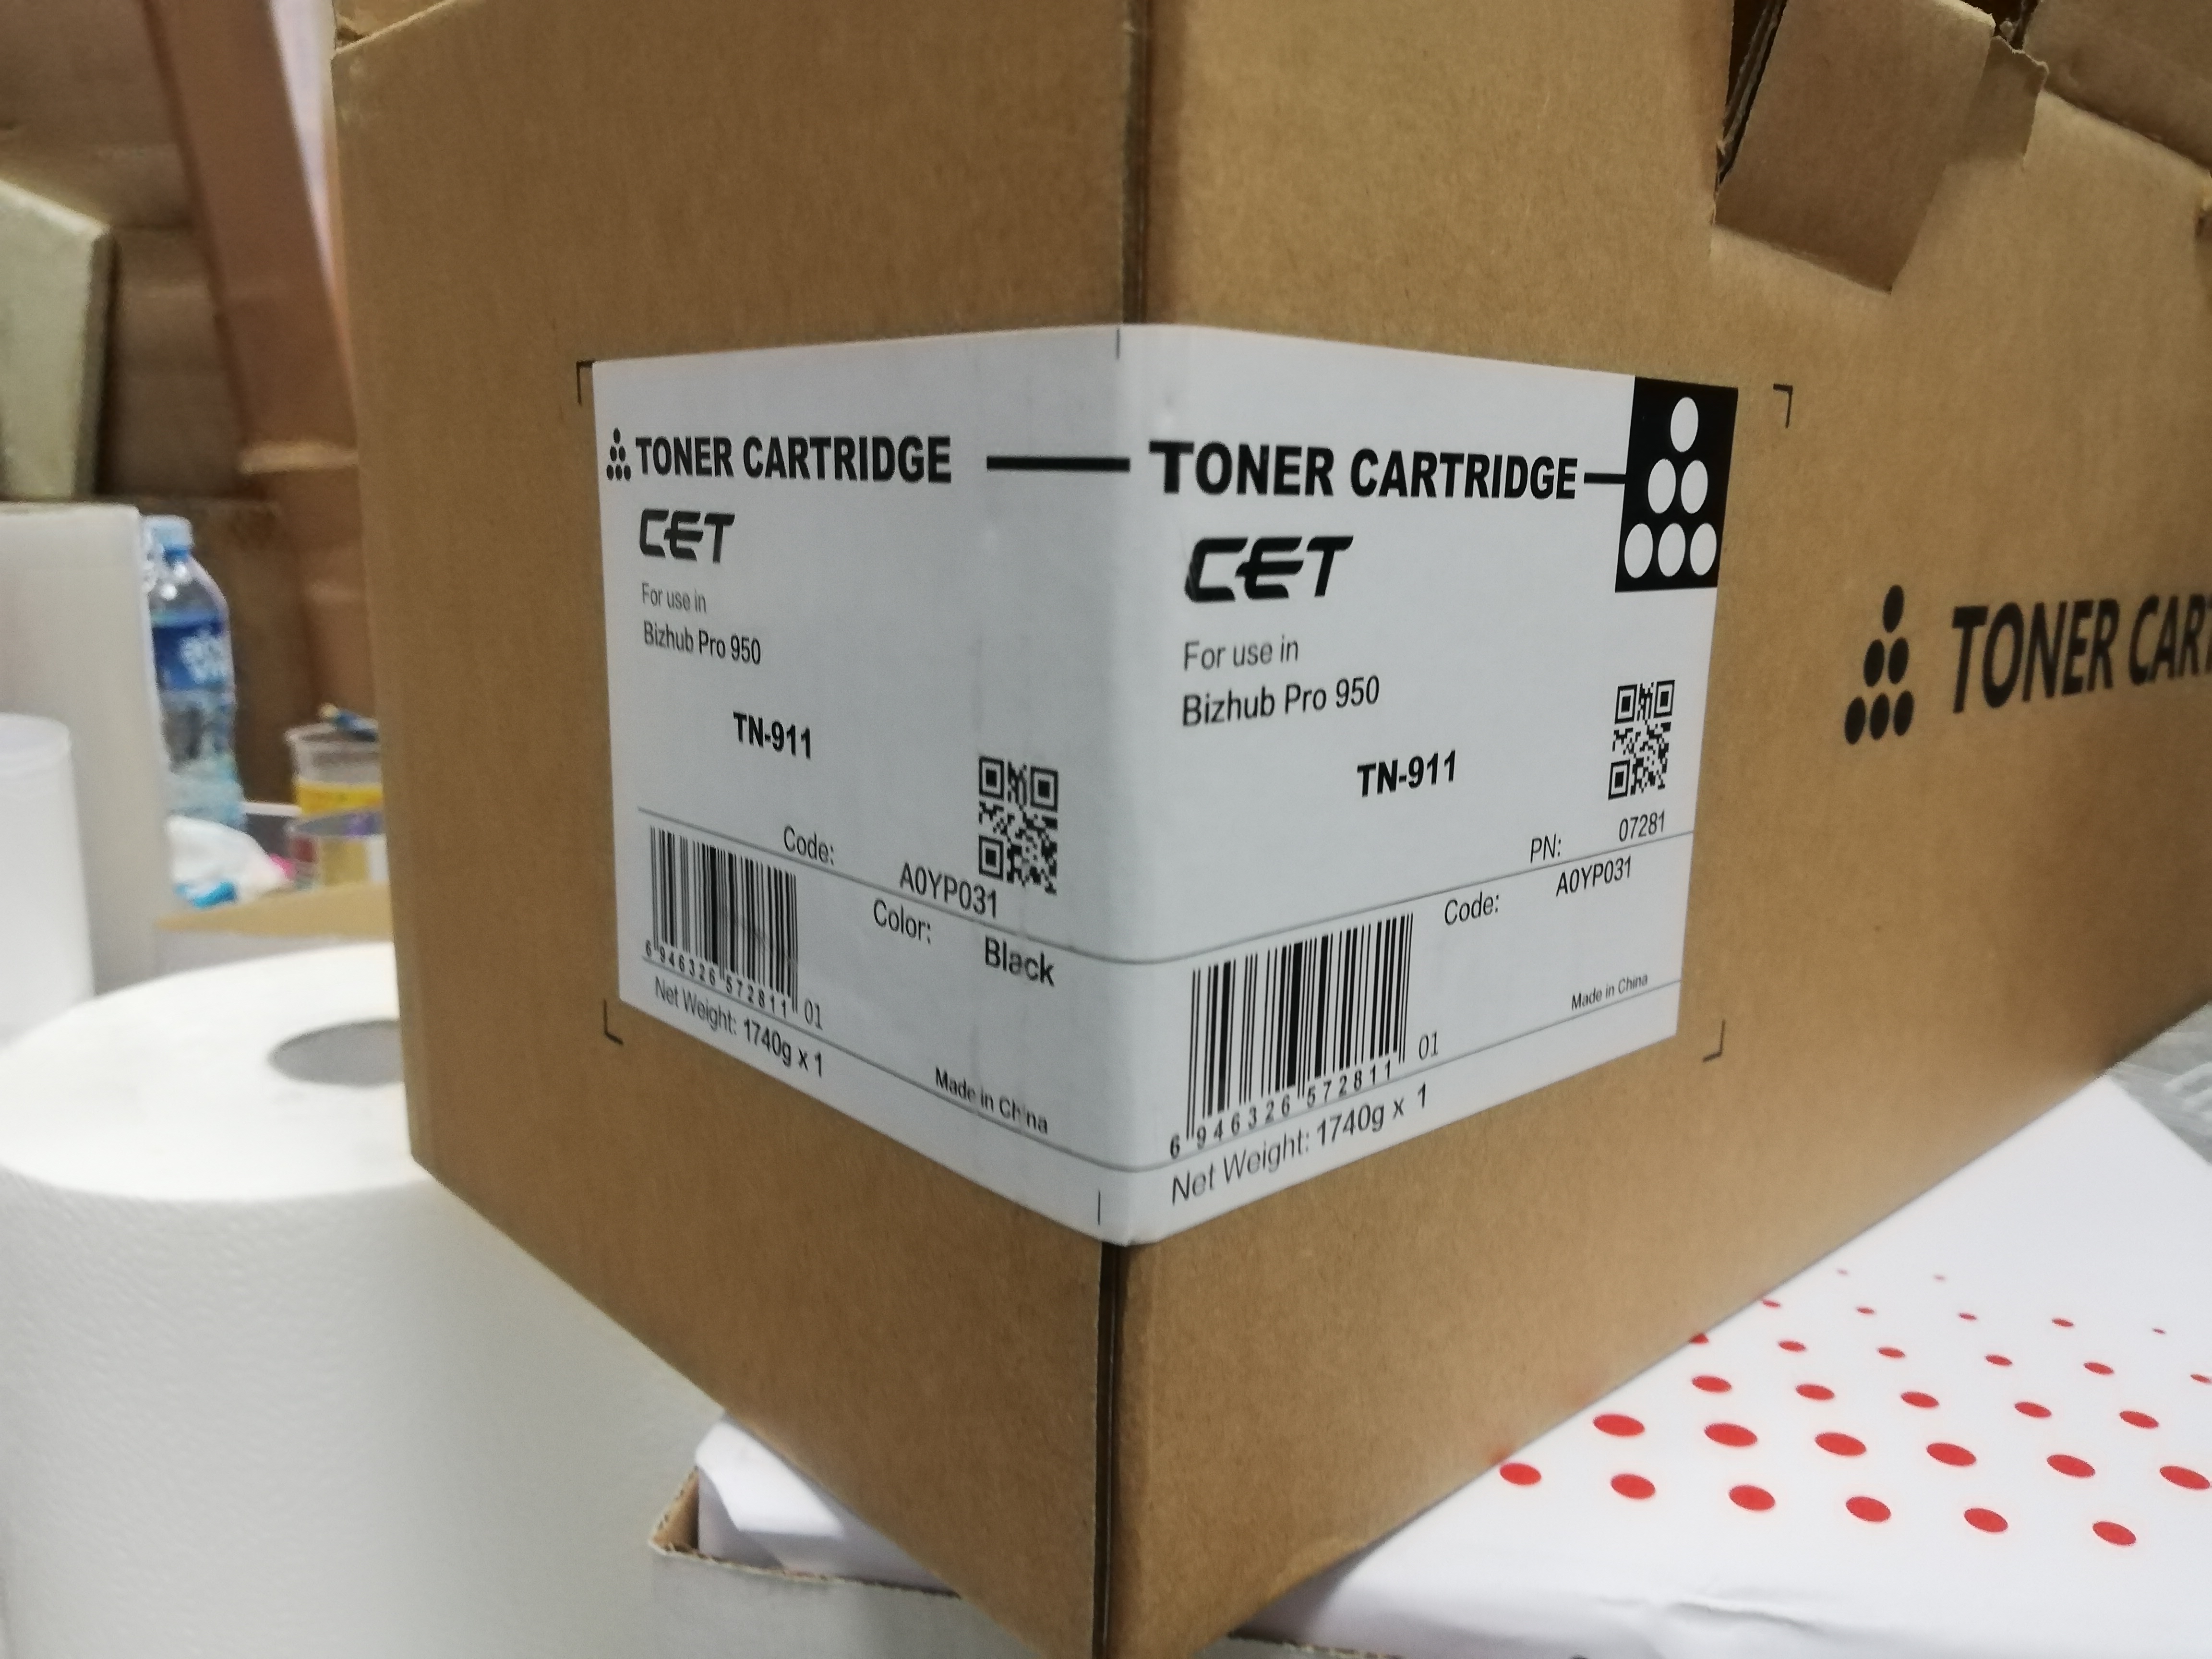 TONER CARTRIDGE
CET
For use in
Bizhub Pro 950
TN-911
Code: A0YP031
Color: Black
6 946326 572811 01
Net Weight: 1740g x 1
Made in China
TONER CARTRIDGE
CET
For use in
Bizhub Pro 950
TN-911
PN: 07281
Code: A0YP031
Made in China
6 946326 572811 01
Net Weight: 1740g x 1
TONER CART